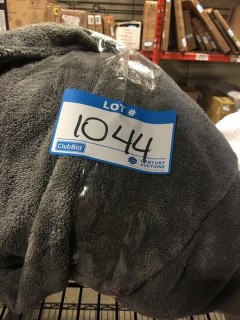 LOT #
1044
ClubBid
CENTURY
AUCTIONS